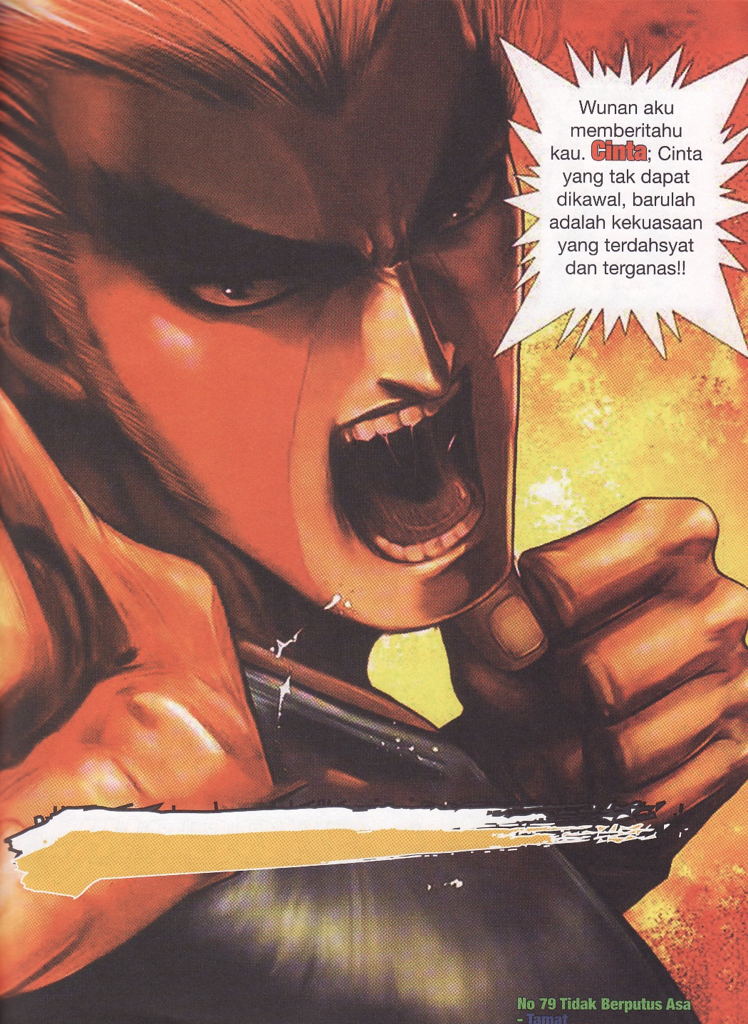 Wunan aku
memberitahu
kau. Cinta; Cinta
yang tak dapat
dikawal, barulah
adalah kekuasaan
yang terdahsyat
dan terganas!!
No 79 Tidak Berputus Asa
- Tamat